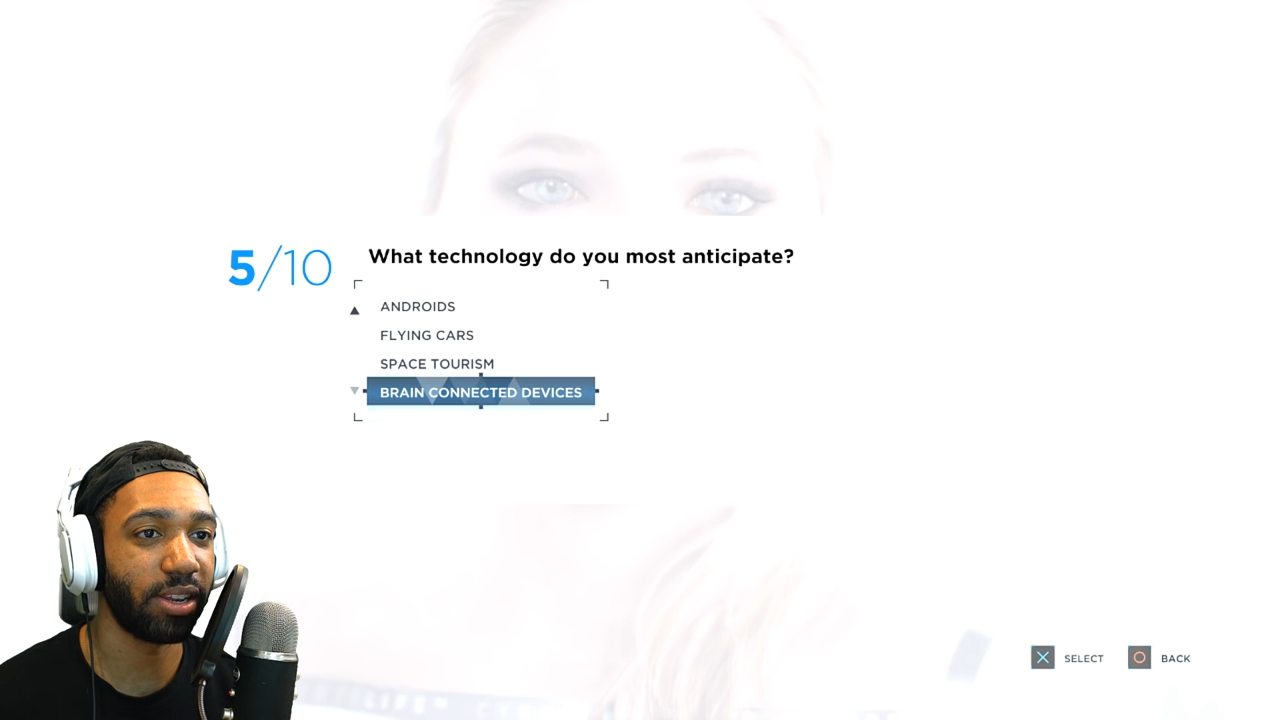 5/10
What technology do you most anticipate?
ANDROIDS
FLYING CARS
SPACE TOURISM
BRAIN CONNECTED DEVICES
SELECT
BACK